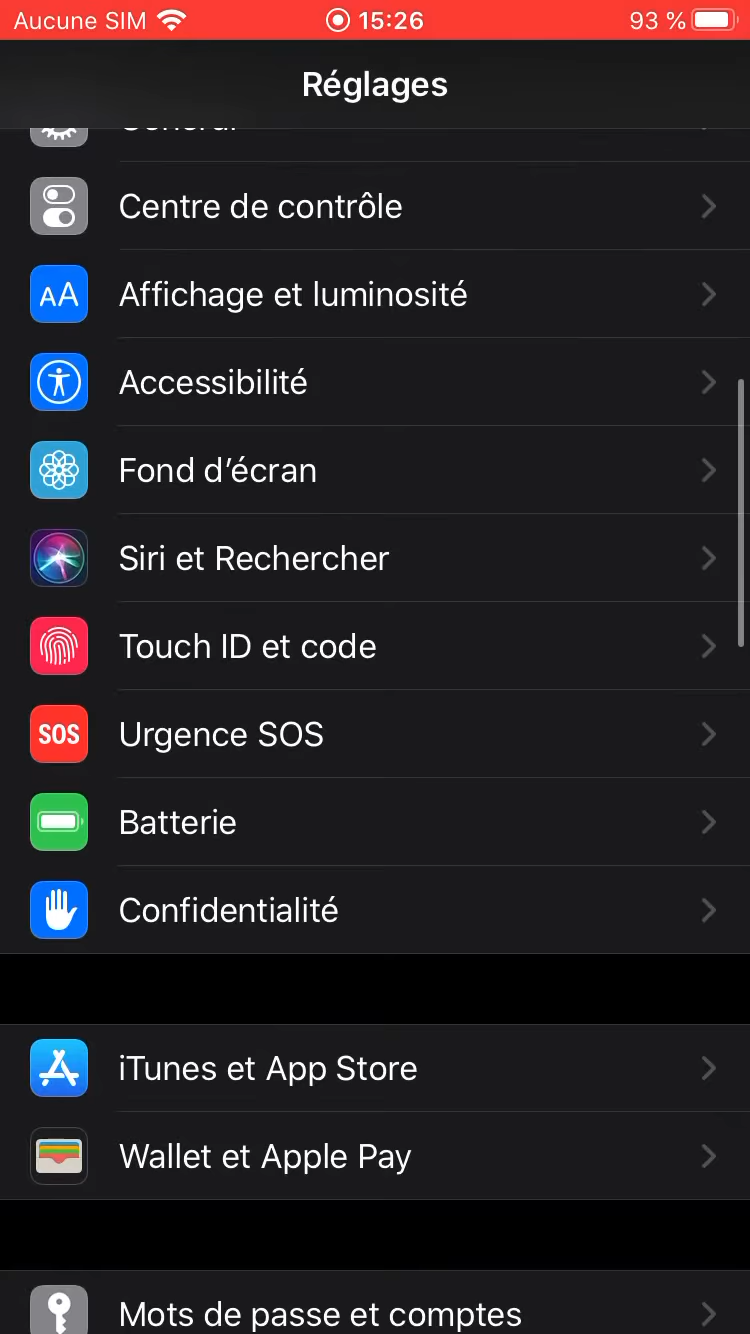 Aucune SIM 15:26 93 %
Réglages
Général
Centre de contrôle
AA Affichage et luminosité
Accessibilité
Fond d’écran
Siri et Rechercher
Touch ID et code
SOS Urgence SOS
Batterie
Confidentialité
iTunes et App Store
Wallet et Apple Pay
Mots de passe et comptes